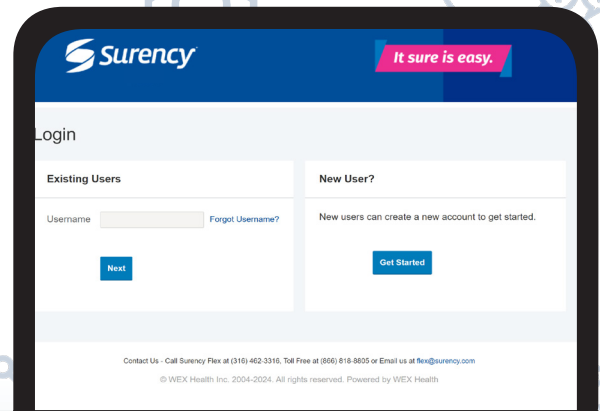 Surency
It sure is easy.
Login
Existing Users
Username
Forgot Username?
Next
New User?
New users can create a new account to get started.
Get Started
Contact Us - Call Surency Flex at (316) 462-3316, Toll Free at (866) 818-8805 or Email us at flex@surency.com
© WEX Health Inc. 2004-2024. All rights reserved. Powered by WEX Health